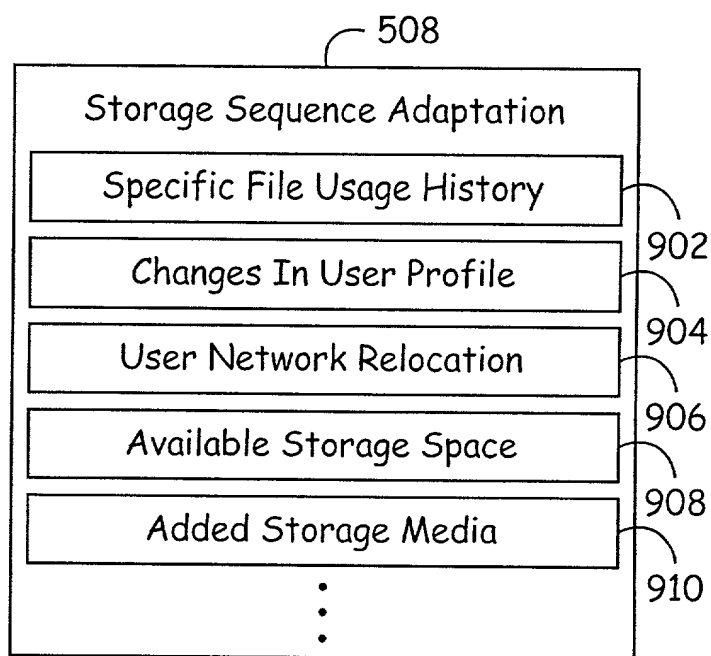 508
Storage Sequence Adaptation
Specific File Usage History
902
Changes In User Profile
904
User Network Relocation
906
Available Storage Space
908
Added Storage Media
910